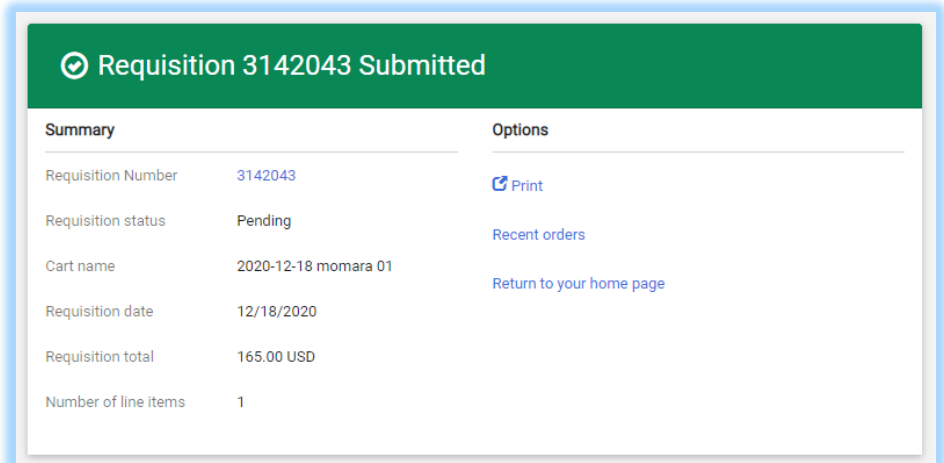 Requisition 3142043 Submitted
Summary
Requisition Number 3142043
Requisition status Pending
Cart name 2020-12-18 momara 01
Requisition date 12/18/2020
Requisition total 165.00 USD
Number of line items 1
Options
Print
Recent orders
Return to your home page